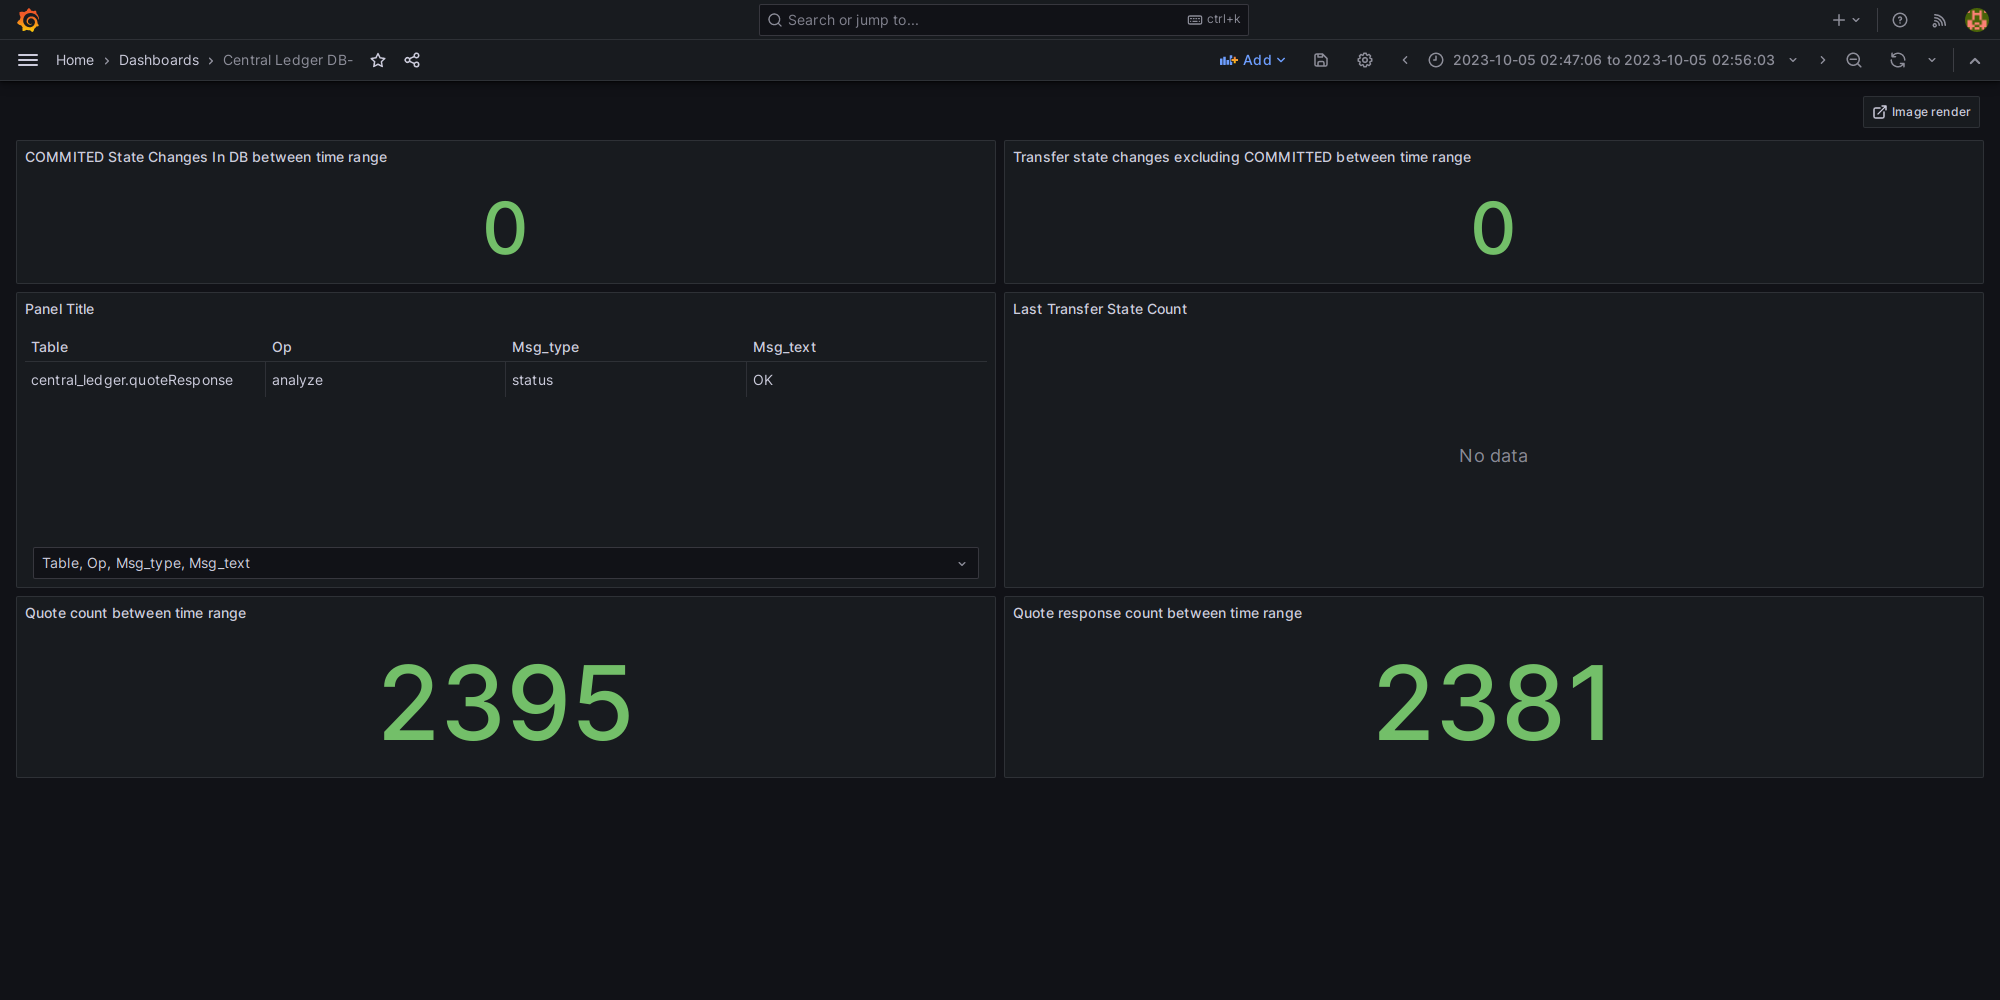 Search or jump to...
ctrl+k
Home
Dashboards
Central Ledger DB-
Add
2023-10-05 02:47:06 to 2023-10-05 02:56:03
Image render
COMMITED State Changes In DB between time range
0
Transfer state changes excluding COMMITTED between time range
0
Panel Title
Table Op Msg_type Msg_text
central_ledger.quoteResponse analyze status OK
Table, Op, Msg_type, Msg_text
Last Transfer State Count
No data
Quote count between time range
2395
Quote response count between time range
2381